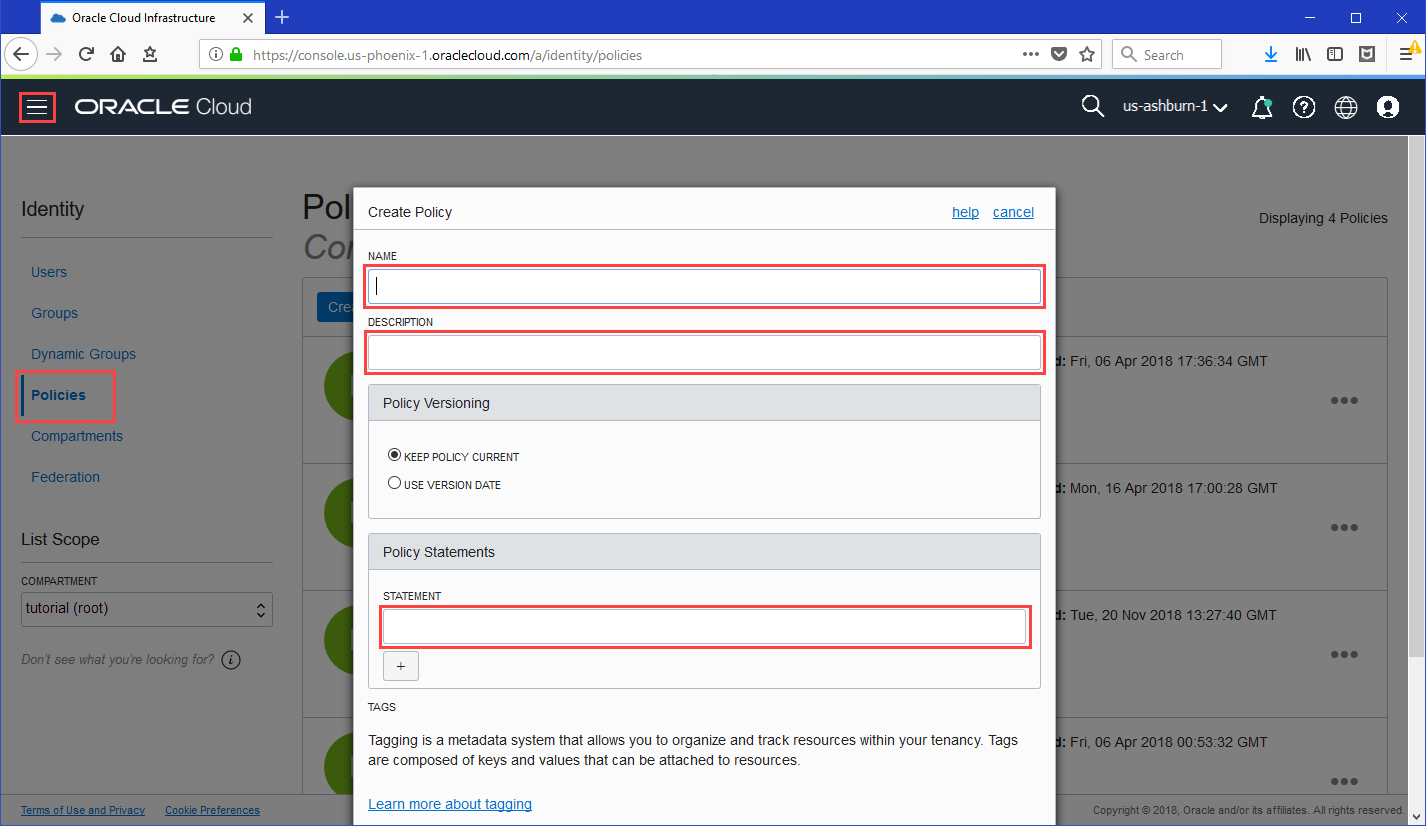 Oracle Cloud Infrastructure
https://console.us-phoenix-1.oraclecloud.com/a/identity/policies
Search
ORACLE Cloud
us-ashburn-1
Identity
Users
Groups
Dynamic Groups
Policies
Compartments
Federation
List Scope
COMPARTMENT
tutorial (root)
Don't see what you're looking for?
Displaying 4 Policies
Create Policy
help cancel
NAME
DESCRIPTION
Policy Versioning
KEEP POLICY CURRENT
USE VERSION DATE
Policy Statements
STATEMENT
+
TAGS
Tagging is a metadata system that allows you to organize and track resources within your tenancy. Tags
are composed of keys and values that can be attached to resources.
Learn more about tagging
Fri, 06 Apr 2018 17:36:34 GMT
Mon, 16 Apr 2018 17:00:28 GMT
Tue, 20 Nov 2018 13:27:40 GMT
Fri, 06 Apr 2018 00:53:32 GMT
Terms of Use and Privacy Cookie Preferences
Copyright © 2018, Oracle and/or its affiliates. All rights reserved.